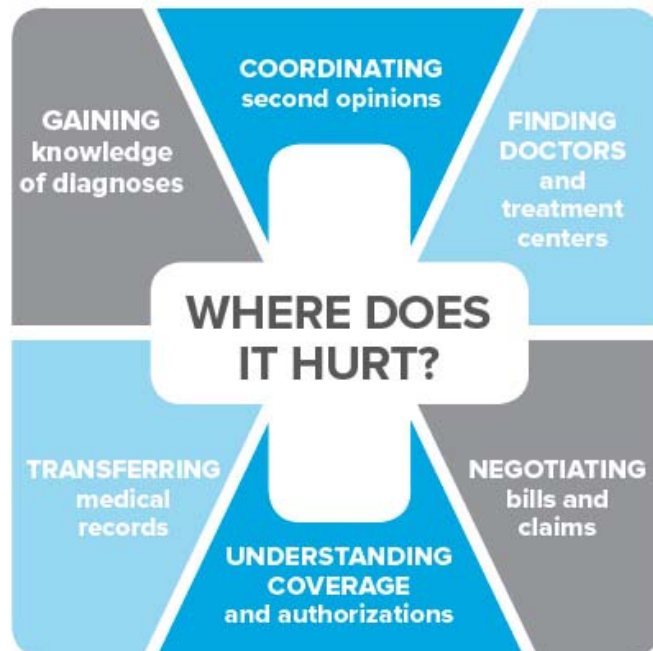 COORDINATING
second opinions
GAINING
knowledge
of diagnoses
FINDING
DOCTORS
and
treatment
centers
WHERE DOES
IT HURT?
TRANSFERRING
medical
records
NEGOTIATING
bills and
claims
UNDERSTANDING
COVERAGE
and authorizations